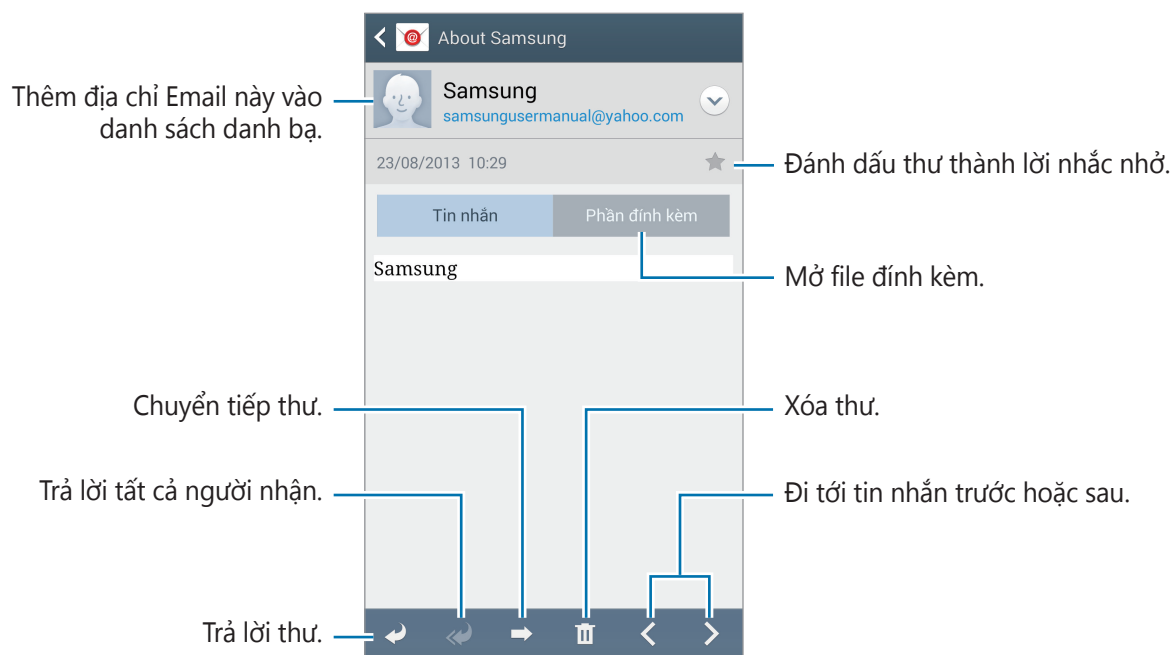 About Samsung
Thêm địa chỉ Email này vào
danh sách danh bạ.
Samsung
samsungusermanual@yahoo.com
23/08/2013 10:29
Đánh dấu thư thành lời nhắc nhở.
Tin nhắn
Phần đính kèm
Samsung
Mở file đính kèm.
Chuyển tiếp thư.
Xóa thư.
Trả lời tất cả người nhận.
Đi tới tin nhắn trước hoặc sau.
Trả lời thư.